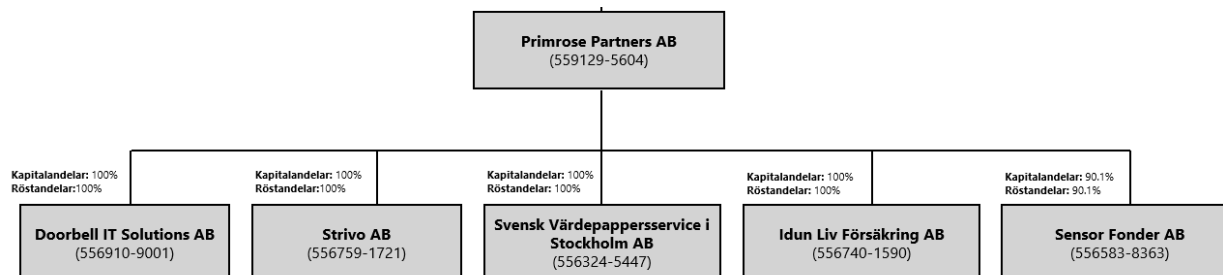 Primrose Partners AB
(559129-5604)
Kapitalandelar: 100%
Röstandelar:100%
Kapitalandelar: 100%
Röstandelar:100%
Kapitalandelar: 100%
Röstandelar: 100%
Kapitalandelar: 100%
Röstandelar: 100%
Kapitalandelar: 90.1%
Röstandelar: 90.1%
Doorbell IT Solutions AB
(556910-9001)
Strivo AB
(556759-1721)
Svensk Värdepappersservice i
Stockholm AB
(556324-5447)
Idun Liv Försäkring AB
(556740-1590)
Sensor Fonder AB
(556583-8363)